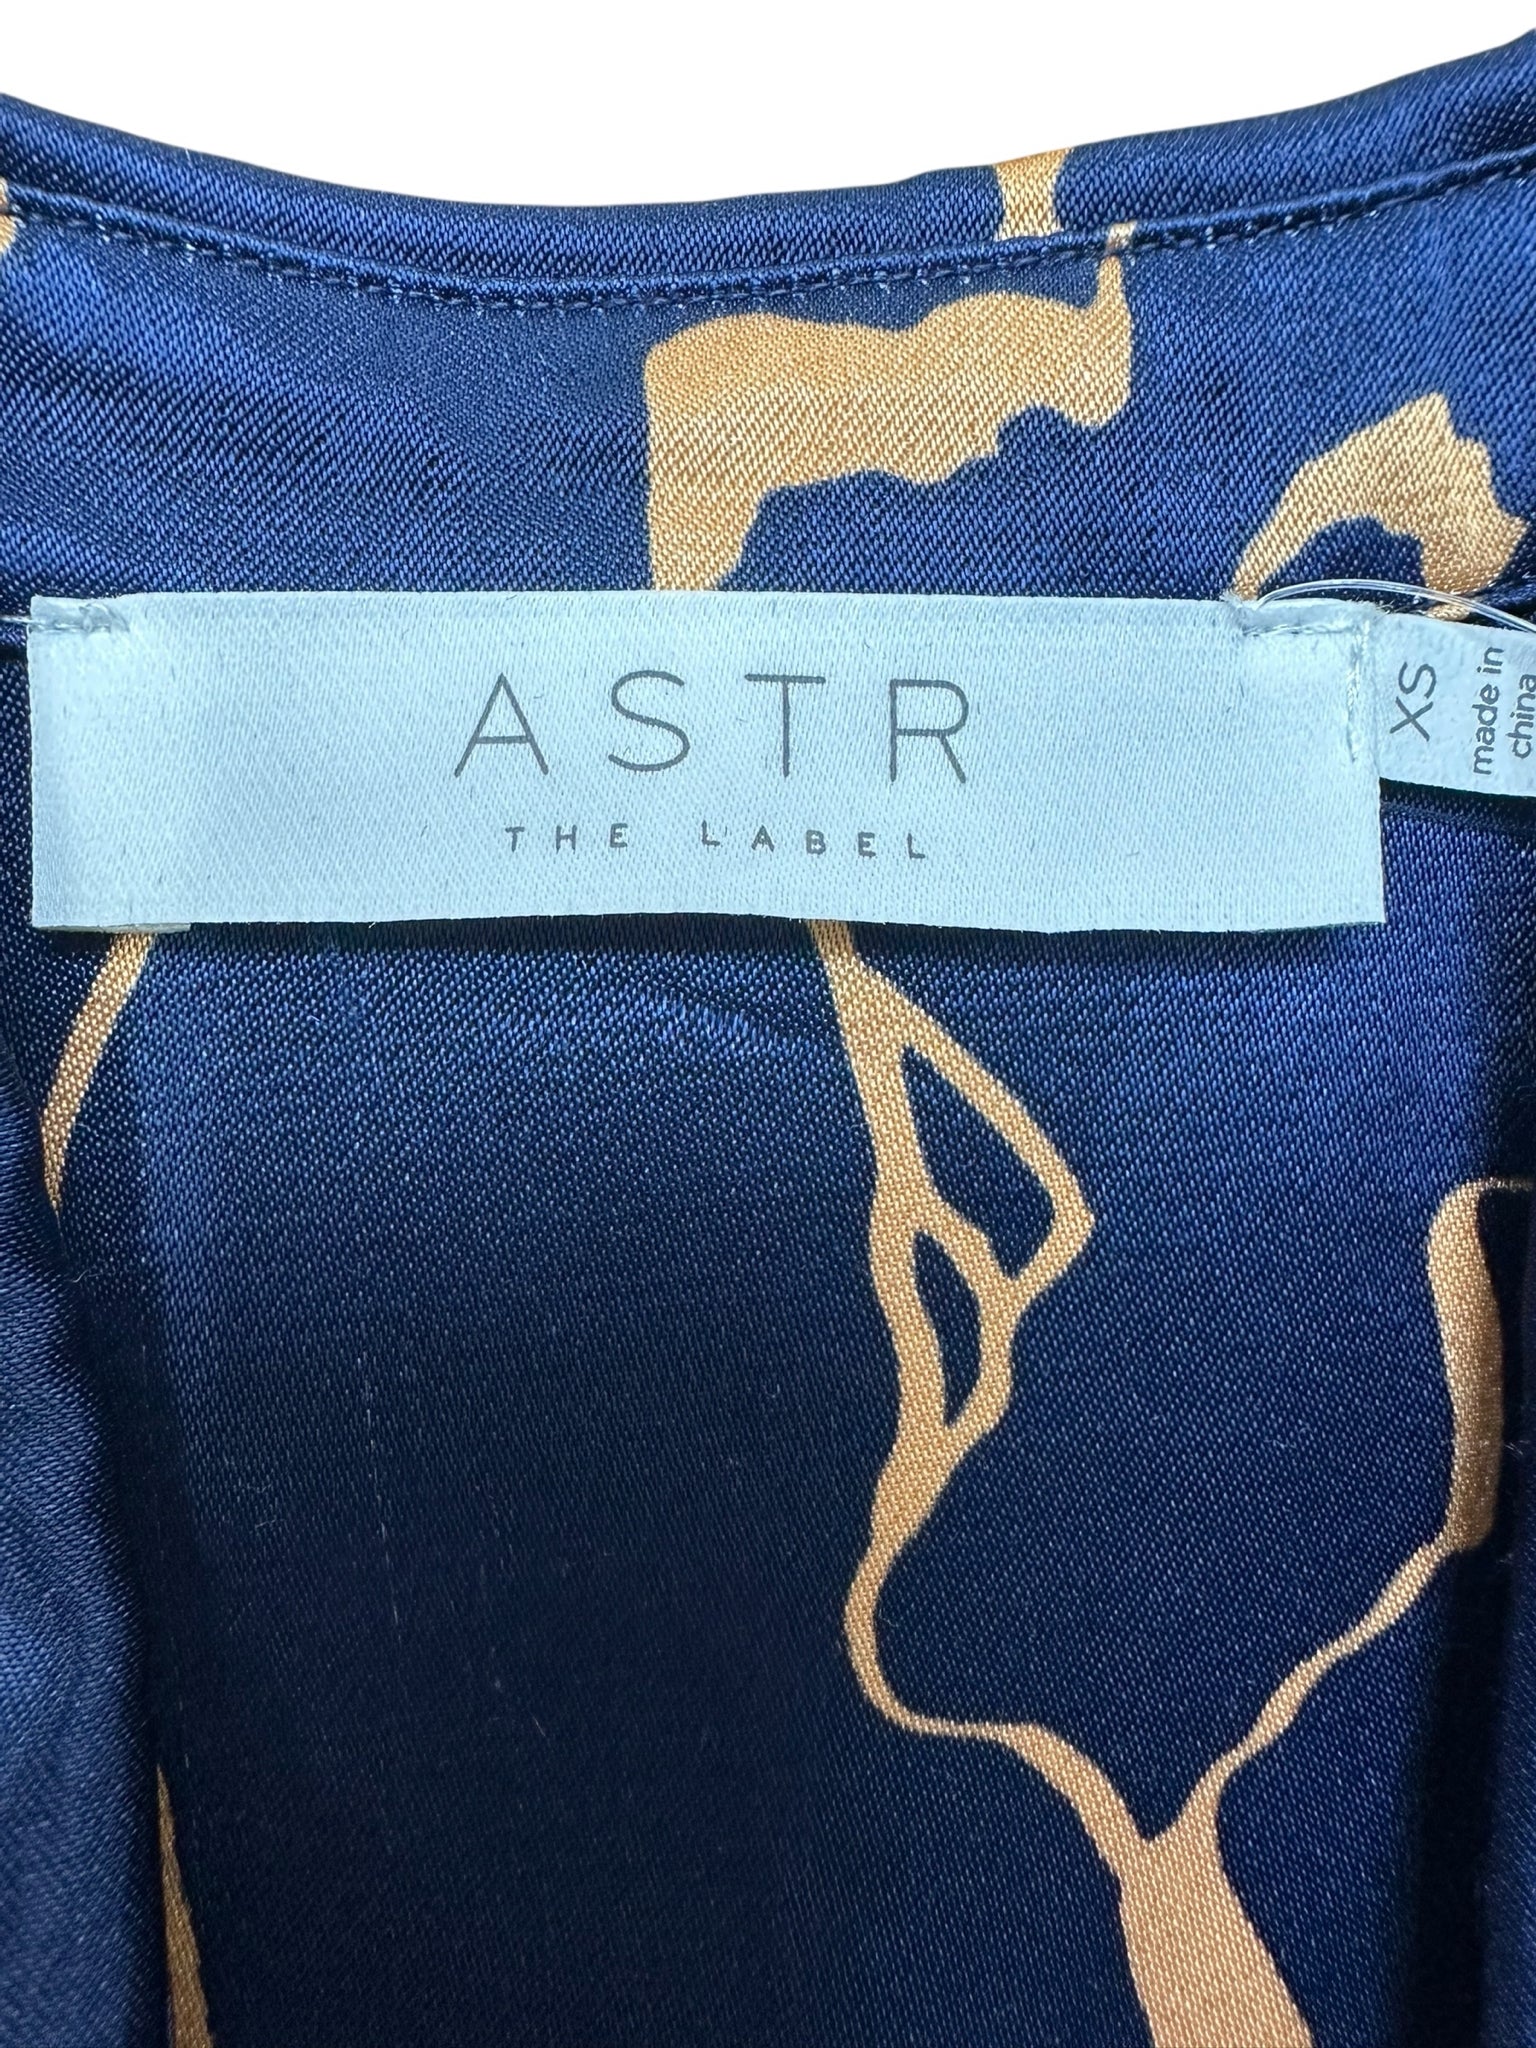 ASTR
THE LABEL
XS
made in
china